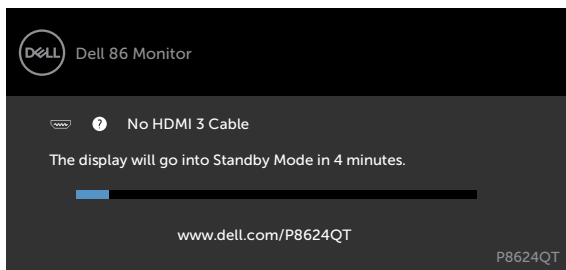 DELL Dell 86 Monitor
? No HDMI 3 Cable
The display will go into Standby Mode in 4 minutes.
www.dell.com/P8624QT
P8624QT